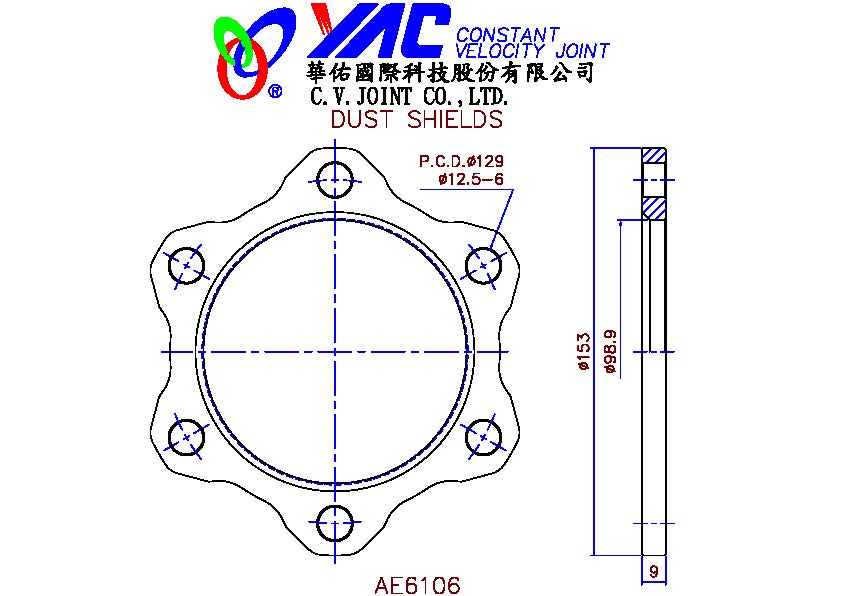 YAC CONSTANT
VELOCITY JOINT
®
華佑國際科技股份有限公司
C.V.JOINT CO.,LTD.
DUST SHIELDS
P.C.D.ø129
ø12.5-6
ø153
ø98.9
9
AE6106